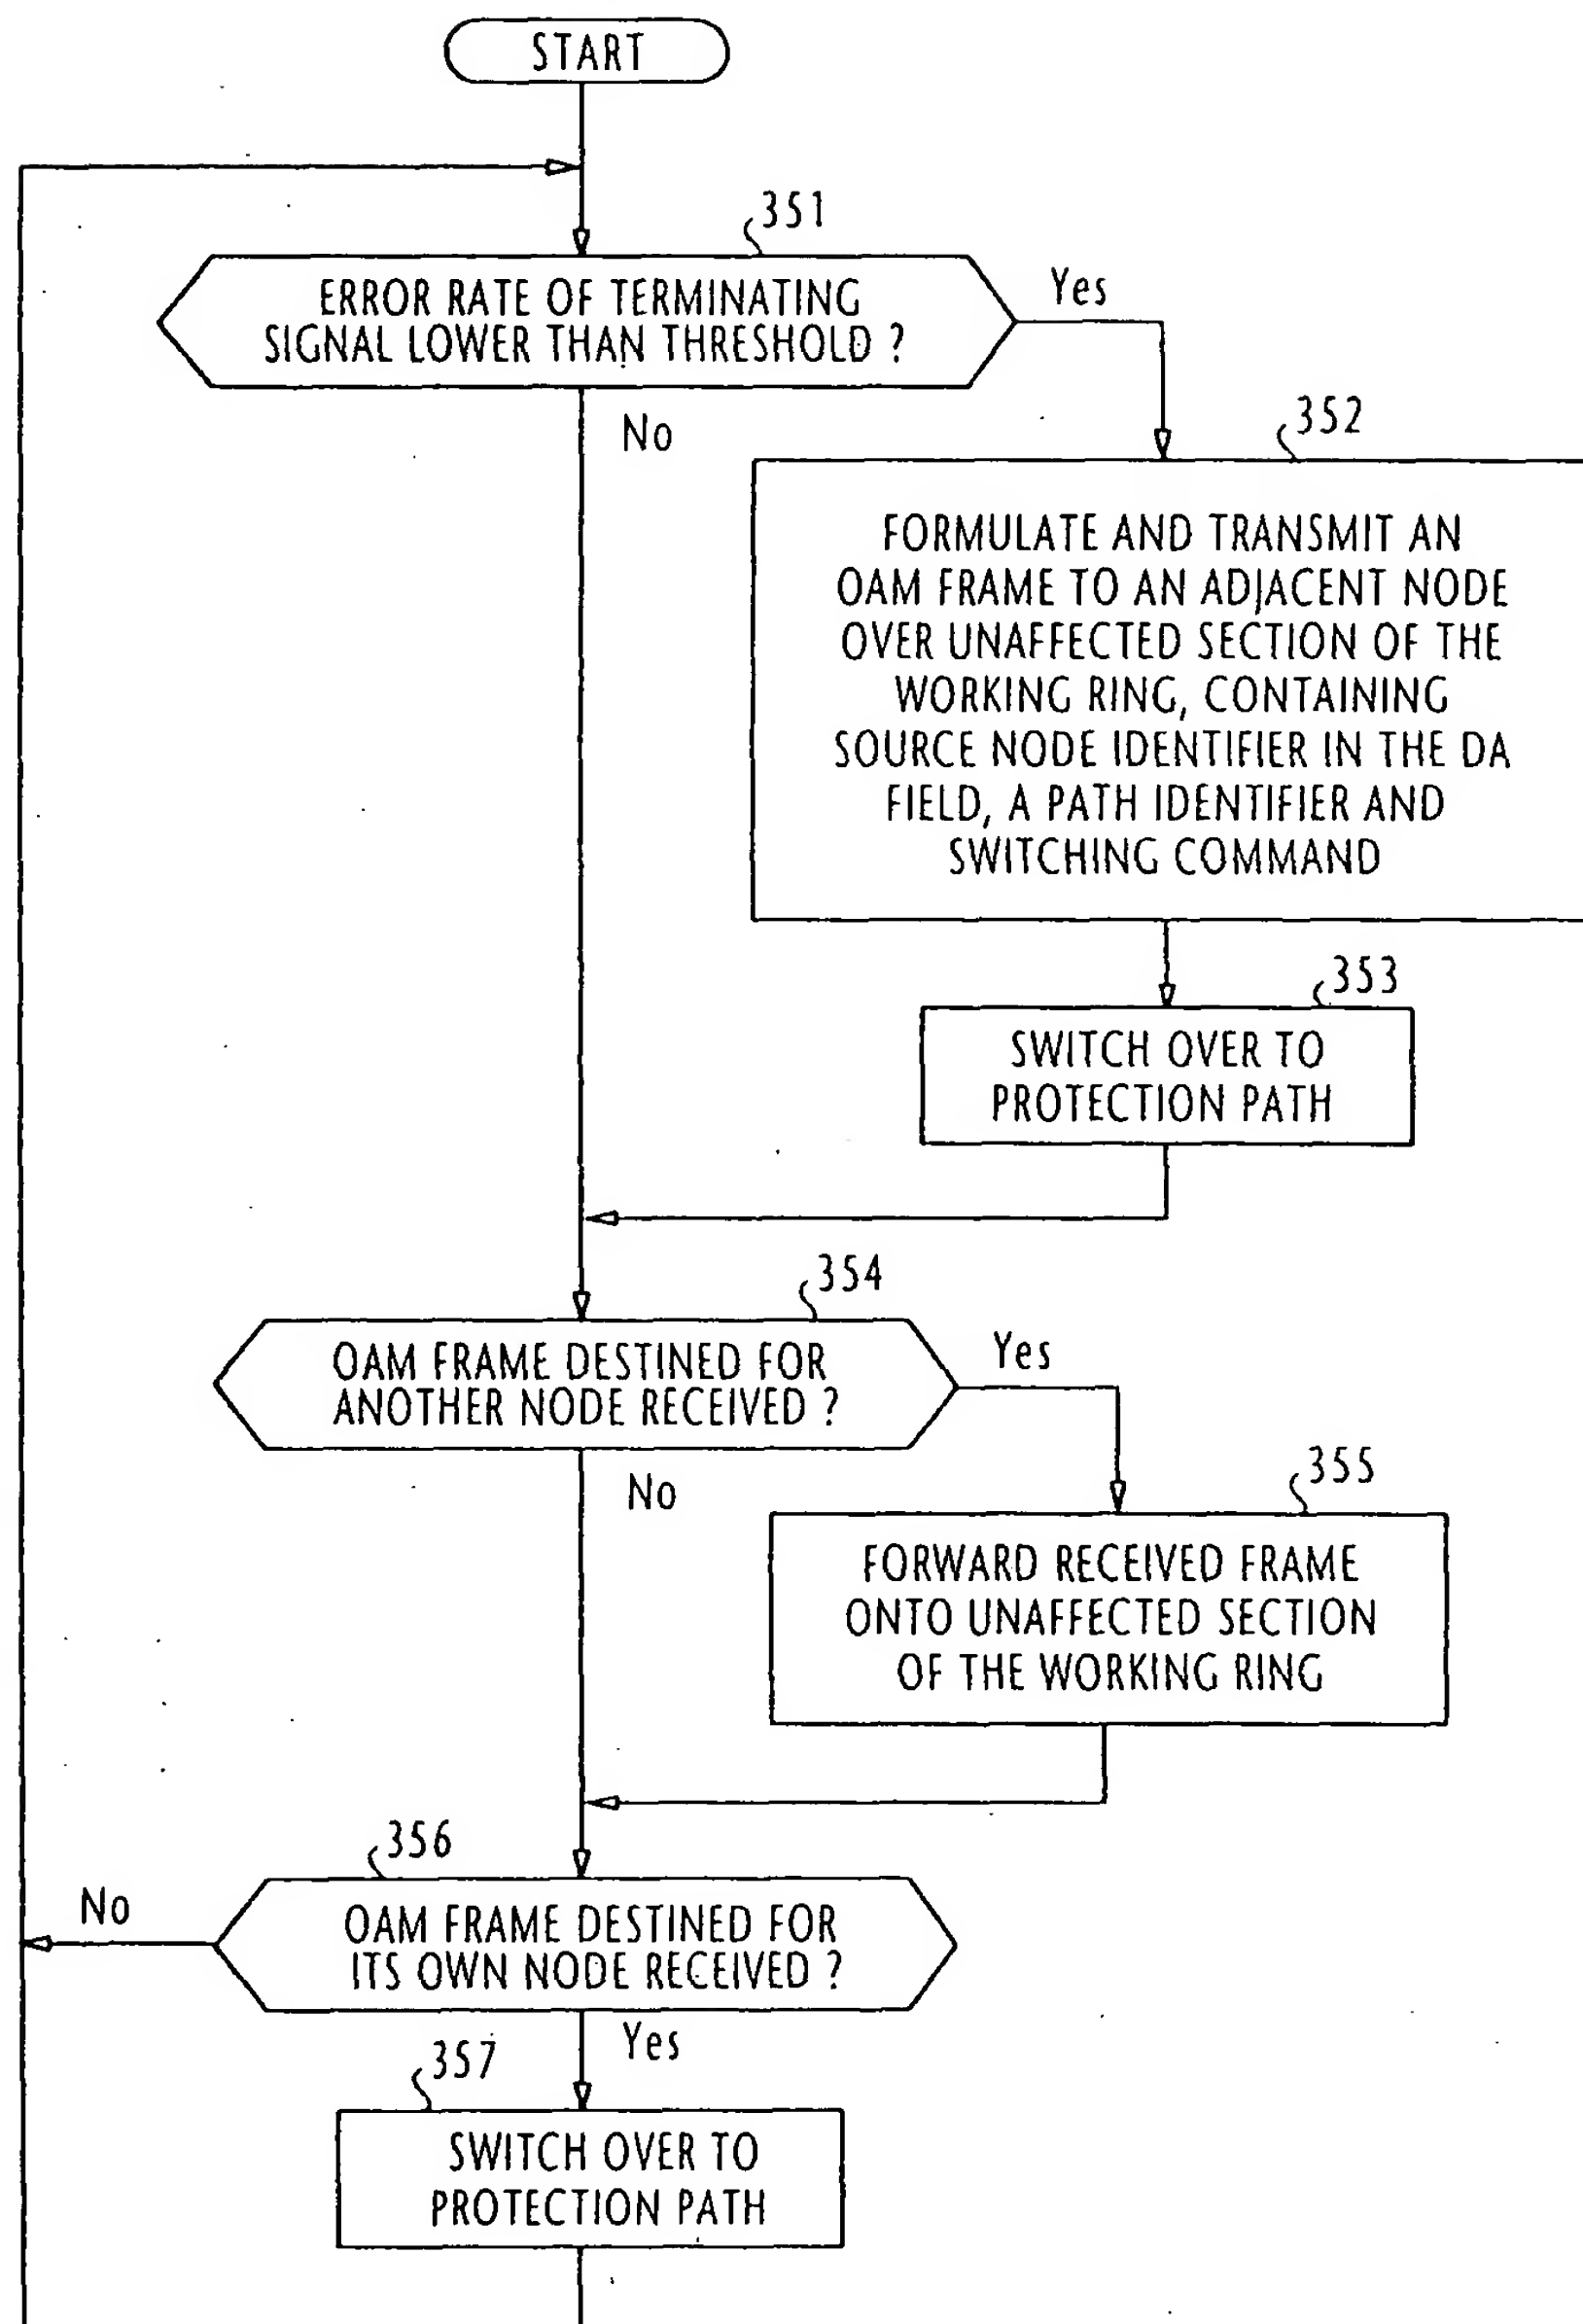 START
351
ERROR RATE OF TERMINATING
SIGNAL LOWER THAN THRESHOLD ?
Yes
No
352
FORMULATE AND TRANSMIT AN
OAM FRAME TO AN ADJACENT NODE
OVER UNAFFECTED SECTION OF THE
WORKING RING, CONTAINING
SOURCE NODE IDENTIFIER IN THE DA
FIELD, A PATH IDENTIFIER AND
SWITCHING COMMAND
353
SWITCH OVER TO
PROTECTION PATH
354
OAM FRAME DESTINED FOR
ANOTHER NODE RECEIVED ?
Yes
No
355
FORWARD RECEIVED FRAME
ONTO UNAFFECTED SECTION
OF THE WORKING RING
356
No
OAM FRAME DESTINED FOR
ITS OWN NODE RECEIVED ?
Yes
357
SWITCH OVER TO
PROTECTION PATH